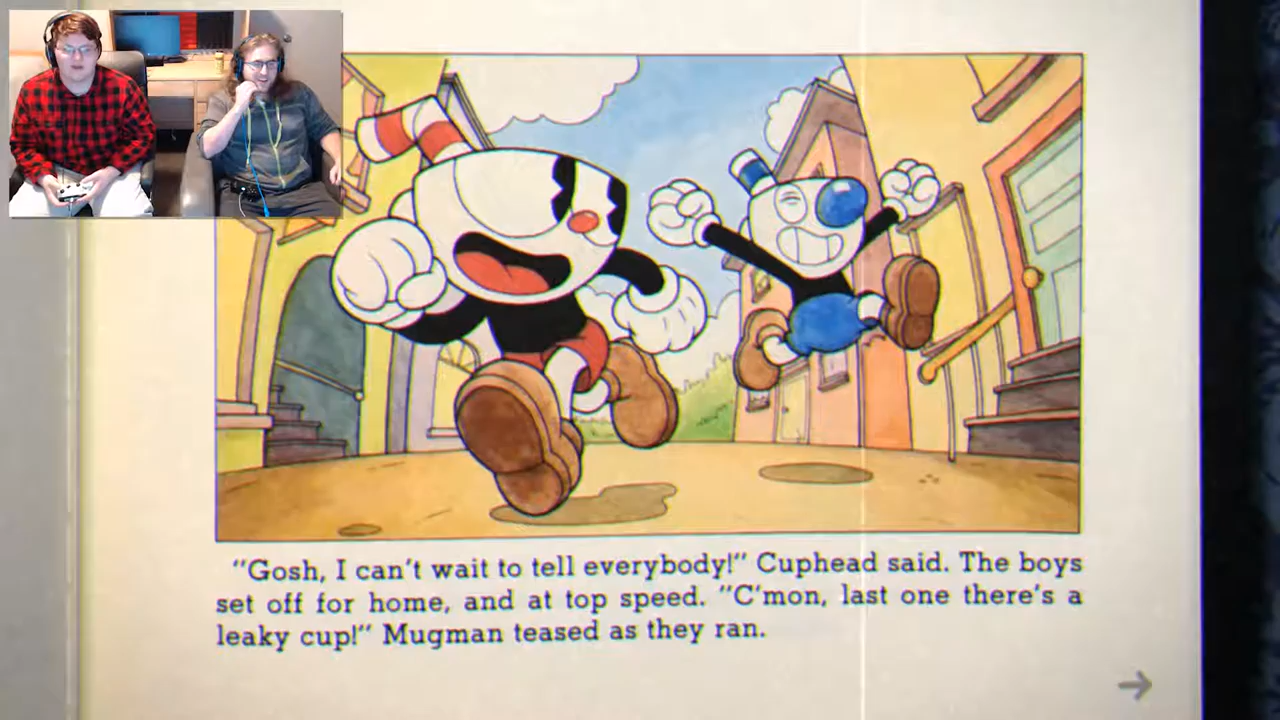 "Gosh, I can't wait to tell everybody!" Cuphead said. The boys
set off for home, and at top speed. "C'mon, last one there's a
leaky cup!" Mugman teased as they ran.